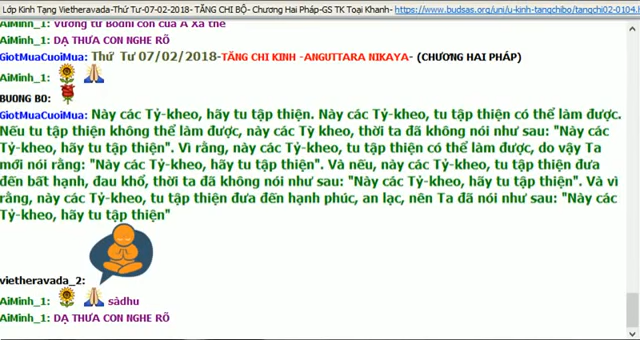 Lớp Kinh Tạng Vietheravada-Thứ Tư-07-02-2018- TĂNG CHI BỘ- Chương Hai Pháp-GS TK Toại Khanh- https://www.budsas.org/uni/u-kinh-tangchibo/tangchi02-0104.
AiMinh_1: vương tử Bodhi con của A Xà thế
AiMinh_1: DẠ THƯA CON NGHE RÕ
GiotMuaCuoiMua: Thứ Tư 07/02/2018-TĂNG CHI KINH -ANGUTTARA NIKAYA- (CHƯƠNG HAI PHÁP)
AiMinh_1:
BUONG BO:
GiotMuaCuoiMua: Này các Tỷ-kheo, hãy tu tập thiện. Này các Tỷ-kheo, tu tập thiện có thể làm được.
Nếu tu tập thiện không thể làm được, này các Tỳ kheo, thời ta đã không nói như sau: "Này các
Tỷ-kheo, hãy tu tập thiện". Vì rằng, này các Tỷ-kheo, tu tập thiện có thể làm được, do vậy Ta
mới nói rằng: "Này các Tỷ-kheo, hãy tu tập thiện". Và nếu, này các Tỷ-kheo, tu tập thiện đưa
đến bất hạnh, đau khổ, thời ta đã không nói như sau: "Này các Tỷ-kheo, hãy tu tập thiện". Và vì
rằng, này các Tỷ-kheo, tu tập thiện đưa đến hạnh phúc, an lạc, nên Ta đã nói như sau: "Này các
Tỷ-kheo, hãy tu tập thiện"
vietheravada_2:
AiMinh_1: sàdhu
AiMinh_1: DẠ THƯA CON NGHE RÕ